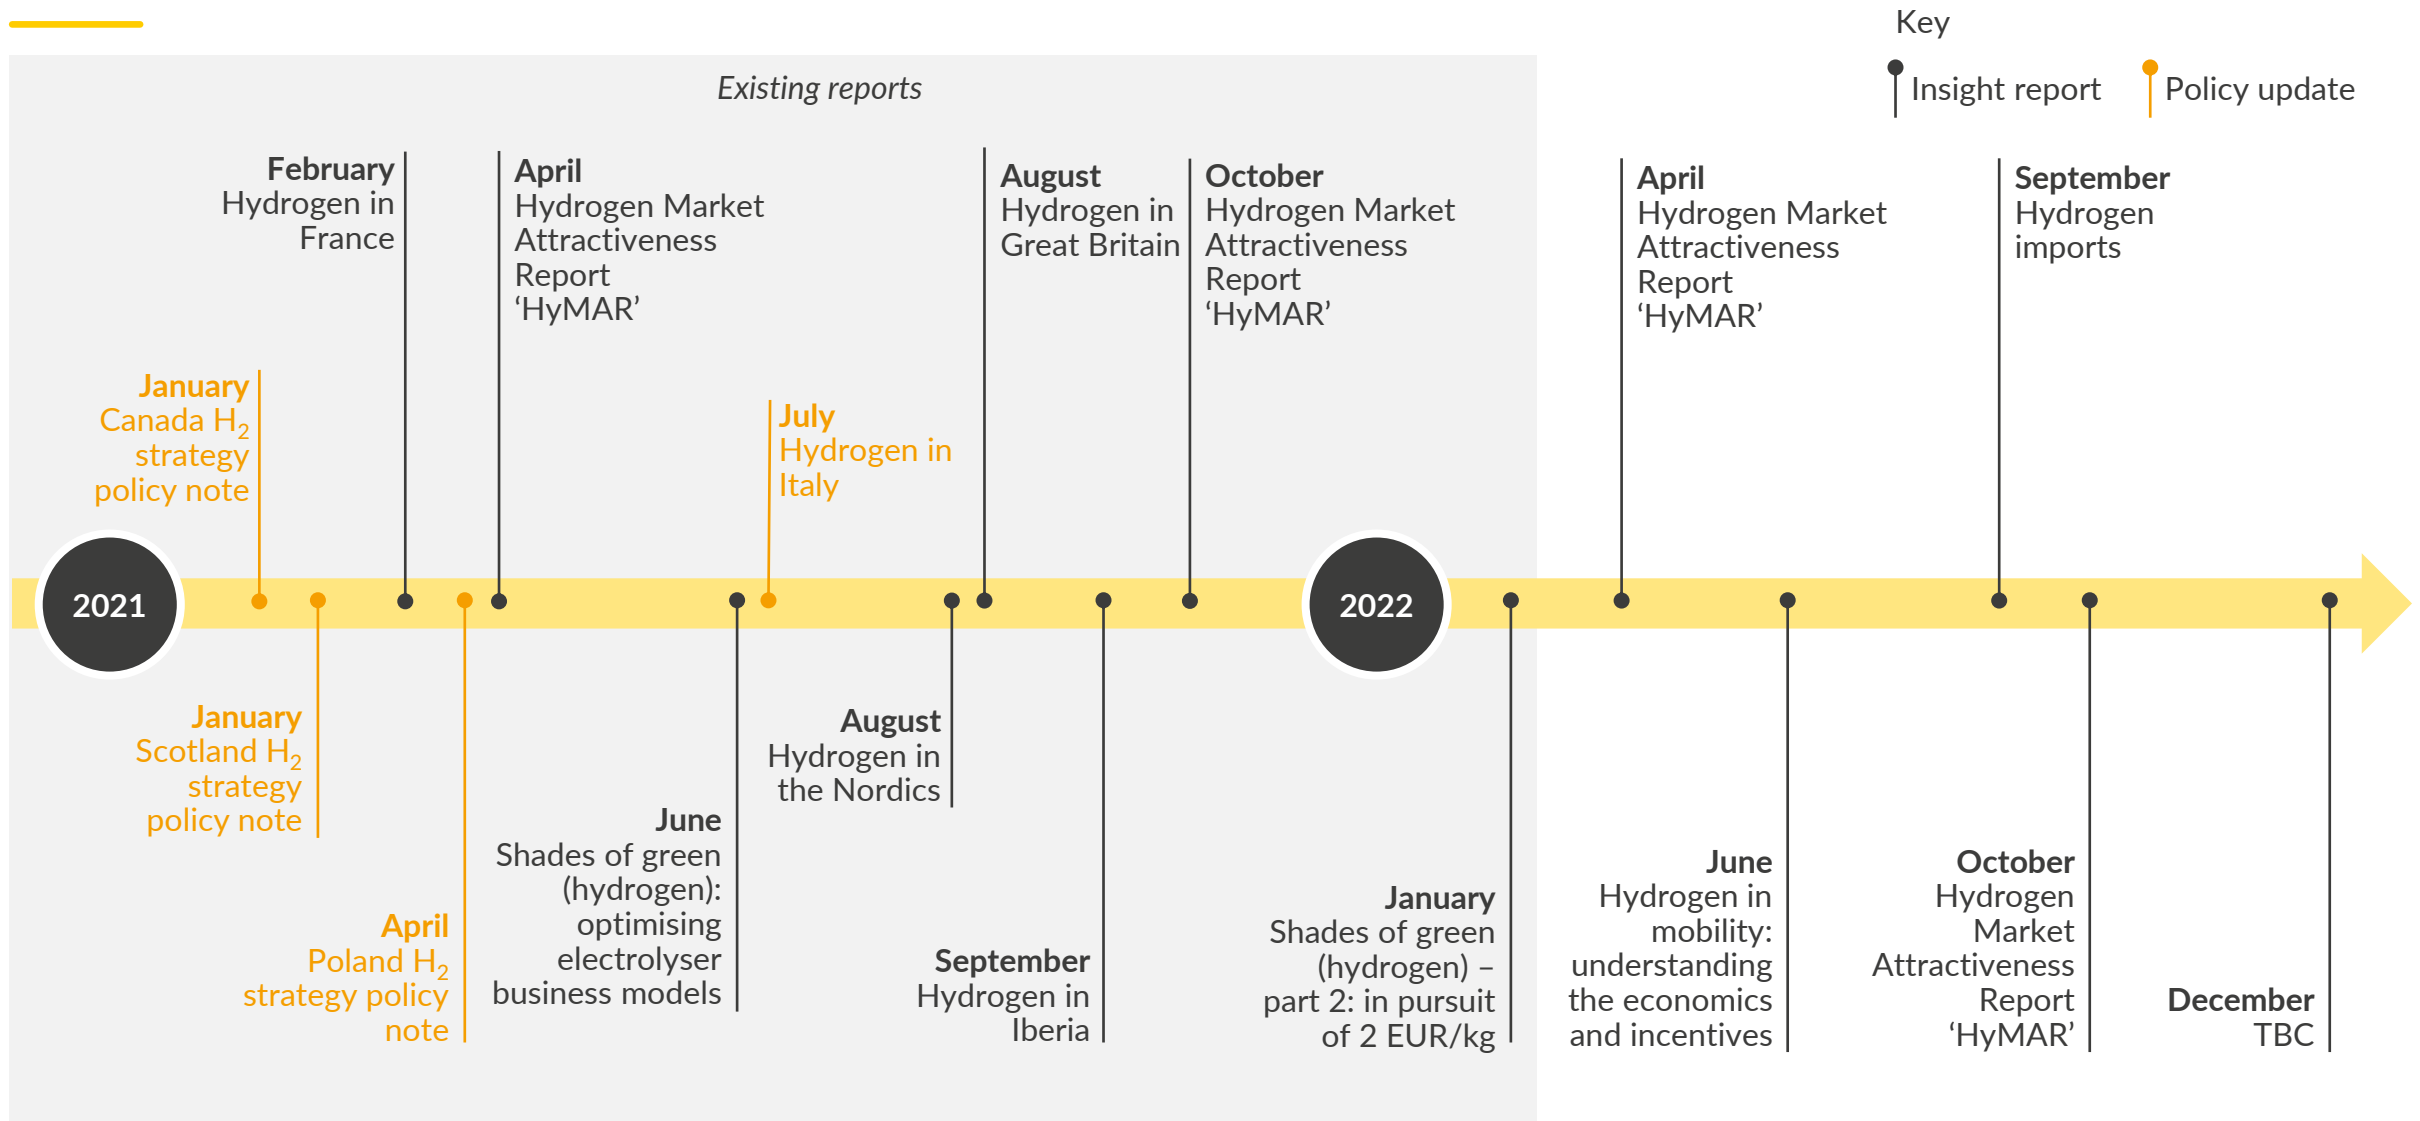 Key
Insight report
Policy update
Existing reports
February
Hydrogen in
France
April
Hydrogen Market
Attractiveness
Report
‘HyMAR’
August
Hydrogen in
Great Britain
October
Hydrogen Market
Attractiveness
Report
‘HyMAR’
April
Hydrogen Market
Attractiveness
Report
‘HyMAR’
September
Hydrogen
imports
January
Canada H₂
strategy
policy note
July
Hydrogen in
Italy
2021
2022
January
Scotland H₂
strategy
policy note
April
Poland H₂
strategy policy
note
June
Shades of green
(hydrogen):
optimising
electrolyser
business models
August
Hydrogen in
the Nordics
September
Hydrogen in
Iberia
January
Shades of green
(hydrogen) –
part 2: in pursuit
of 2 EUR/kg
June
Hydrogen in
mobility:
understanding
the economics
and incentives
October
Hydrogen
Market
Attractiveness
Report
‘HyMAR’
December
TBC